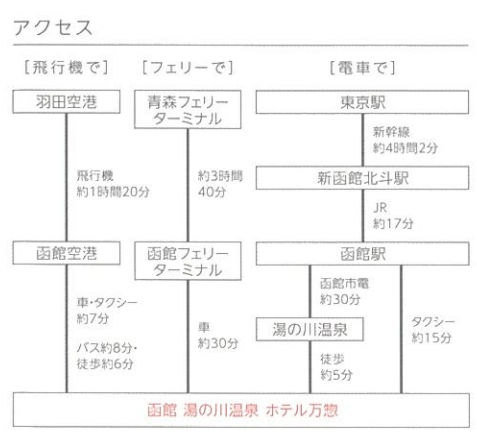 アクセス
[飛行機で]
羽田空港
飛行機
約1時間20分
函館空港
車・タクシー
約7分
バス約8分・
徒歩約6分
[フェリーで]
青森フェリー
ターミナル
約3時間
40分
函館フェリー
ターミナル
車
約30分
[電車で]
東京駅
新幹線
約4時間2分
新函館北斗駅
JR
約17分
函館駅
函館市電
約30分
湯の川温泉
徒歩
約5分
タクシー
約15分
函館 湯の川温泉 ホテル万惣